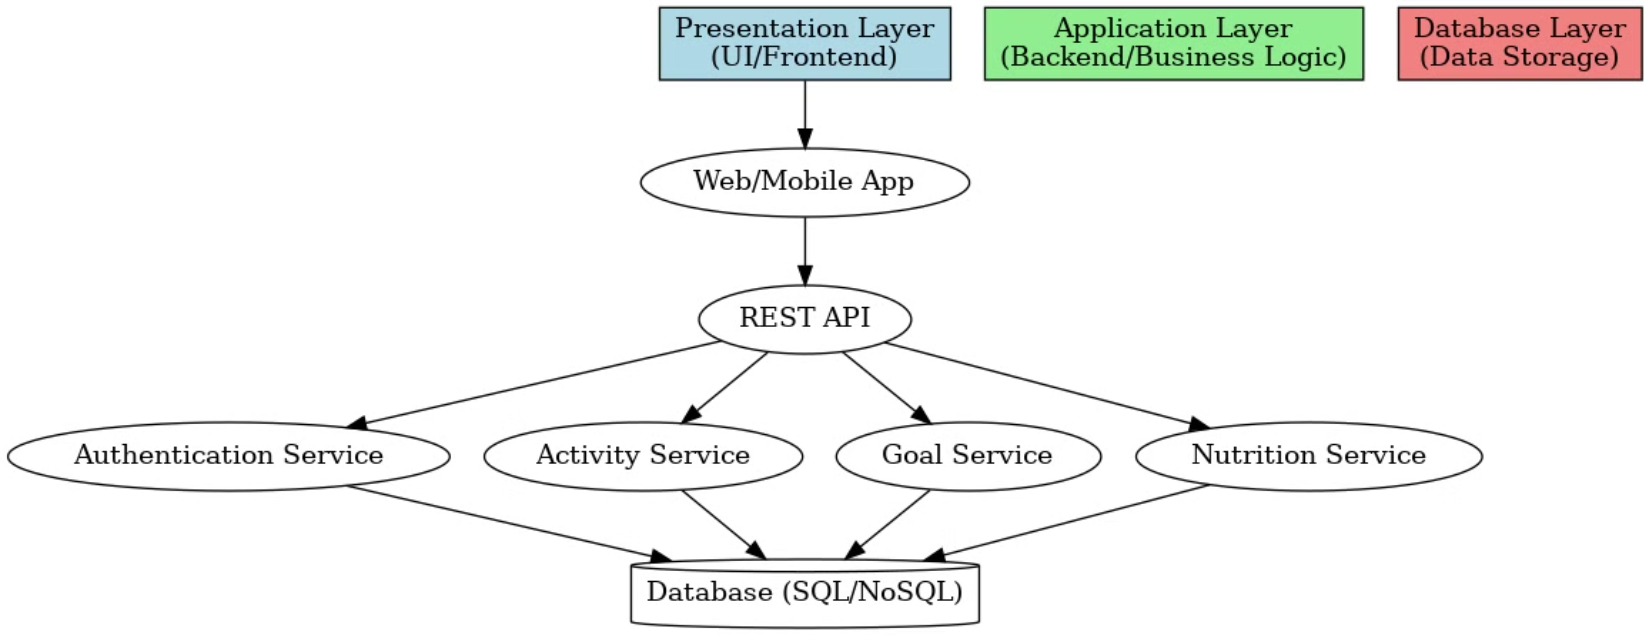 Presentation Layer
(UI/Frontend)
Application Layer
(Backend/Business Logic)
Database Layer
(Data Storage)
Web/Mobile App
REST API
Authentication Service
Activity Service
Goal Service
Nutrition Service
Database (SQL/NoSQL)